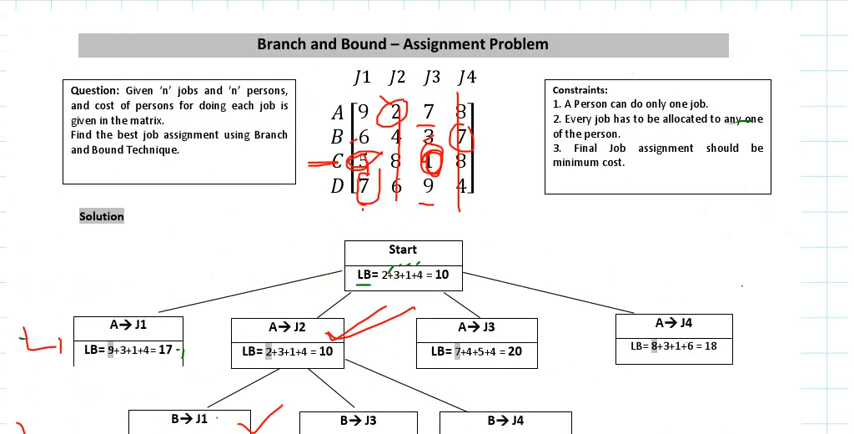 Branch and Bound – Assignment Problem
Question: Given ‘n’ jobs and ‘n’ persons,
and cost of persons for doing each job is
given in the matrix.
Find the best job assignment using Branch
and Bound Technique.
J1 J2 J3 J4
A 9 2 7 8
B 6 4 3 7
C 5 8 1 8
D 7 6 9 4
Constraints:
1. A Person can do only one job.
2. Every job has to be allocated to any one
of the person.
3. Final Job assignment should be
minimum cost.
Solution
Start
LB= 2+3+1+4 = 10
A→ J1
LB= 9+3+1+4= 17
A→ J2
LB= 2+3+1+4 = 10
A→ J3
LB= 7+4+5+4 = 20
A→ J4
LB= 8+3+1+6 = 18
L1
B→ J1
B→ J3
B→ J4